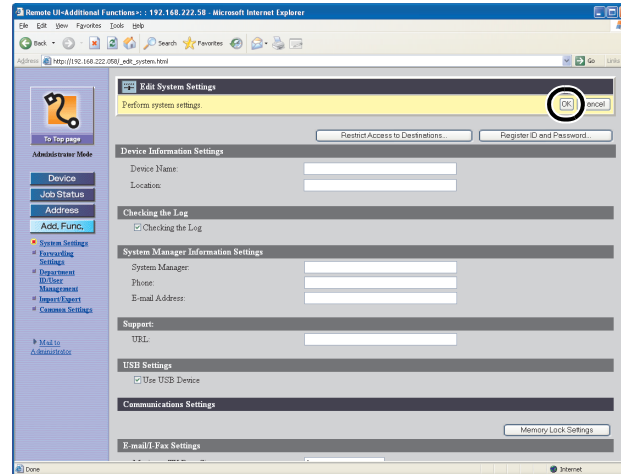 Remote UI<Additional Functions>: : 192.168.222.58 - Microsoft Internet Explorer
File Edit View Favorites Tools Help
Back Search Favorites
Address http://192.168.222.058/_edit_system.html Go Links
Edit System Settings
Perform system settings. OK Cancel
To Top page
Restrict Access to Destinations... Register ID and Password...
Administrator Mode
Device Information Settings
Device Name:
Location:
Device
Job Status
Address
Add. Func.
Checking the Log
Checking the Log
System Settings
Forwarding Settings
Department ID/User Management
Import/Export
Common Settings
Mail to Administrator
System Manager Information Settings
System Manager:
Phone:
E-mail Address:
Support:
URL:
USB Settings
Use USB Device
Communications Settings
Memory Lock Settings
E-mail/I-Fax Settings
Done Internet